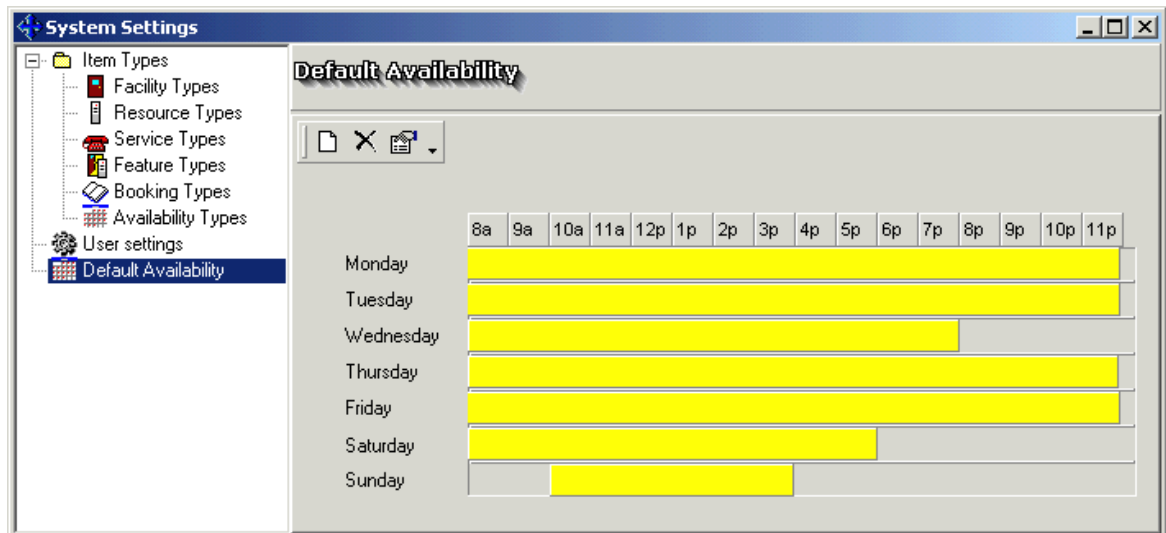 System Settings
Item Types
Facility Types
Resource Types
Service Types
Feature Types
Booking Types
Availability Types
User settings
Default Availability
Default Availability
8a 9a 10a 11a 12p 1p 2p 3p 4p 5p 6p 7p 8p 9p 10p 11p
Monday
Tuesday
Wednesday
Thursday
Friday
Saturday
Sunday